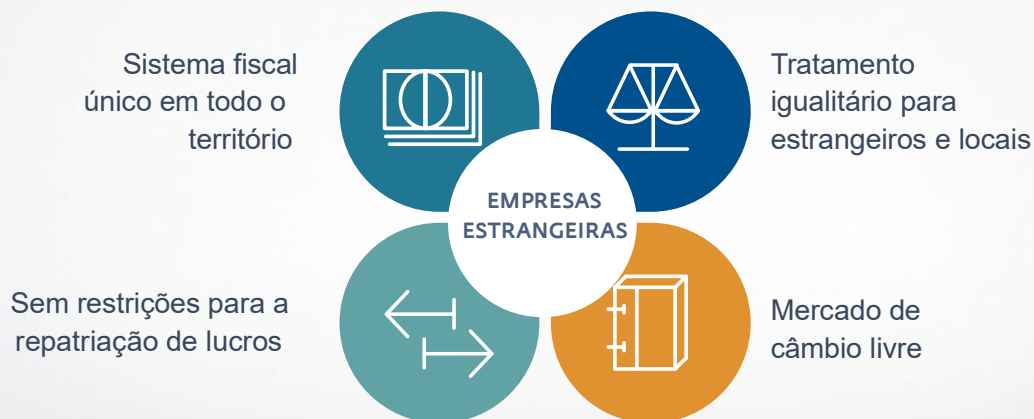 Sistema fiscal
único em todo o
território
Tratamento
igualitário para
estrangeiros e locais
EMPRESAS
ESTRANGEIRAS
Sem restrições para a
repatriação de lucros
Mercado de
câmbio livre